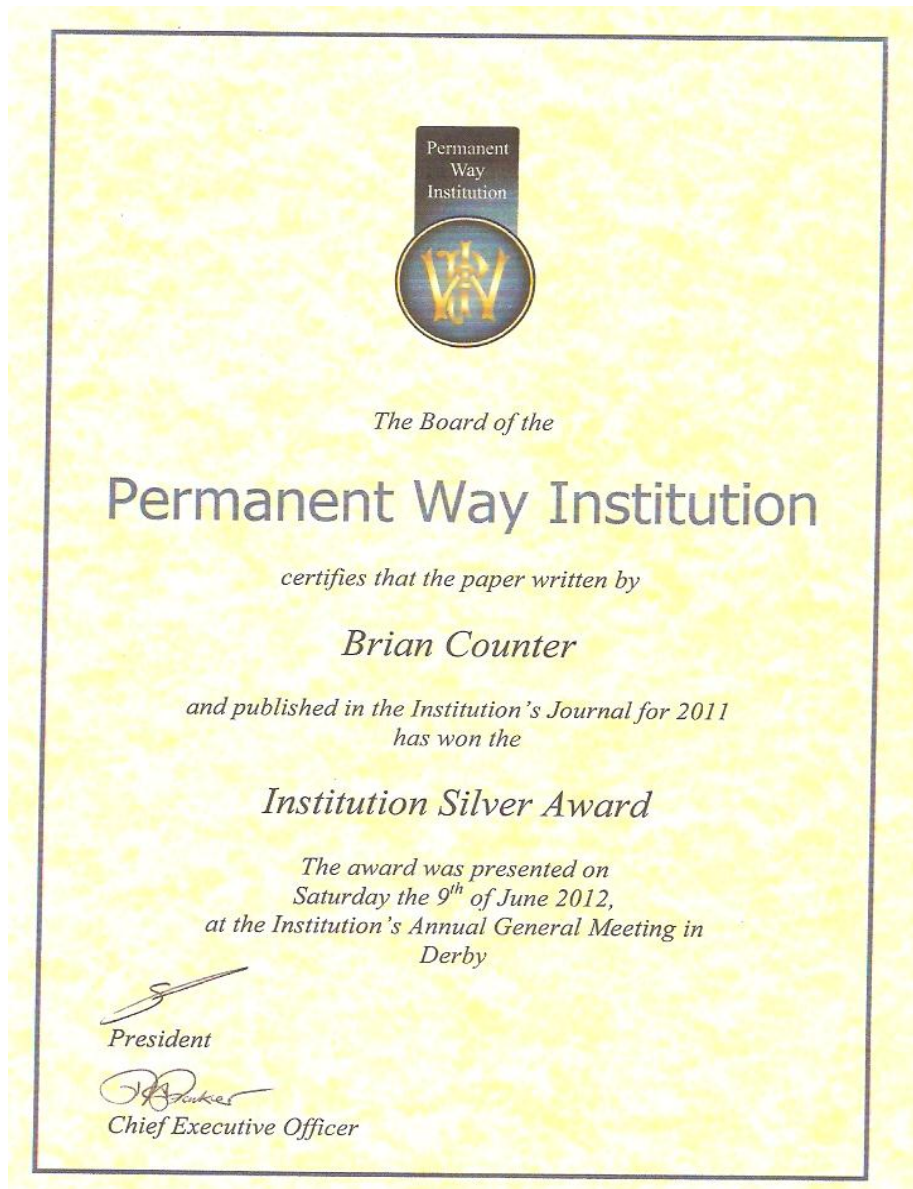 Permanent
Way
Institution
The Board of the
Permanent Way Institution
certifies that the paper written by
Brian Counter
and published in the Institution's Journal for 2011
has won the
Institution Silver Award
The award was presented on
Saturday the 9th of June 2012,
at the Institution's Annual General Meeting in
Derby
President
Chief Executive Officer